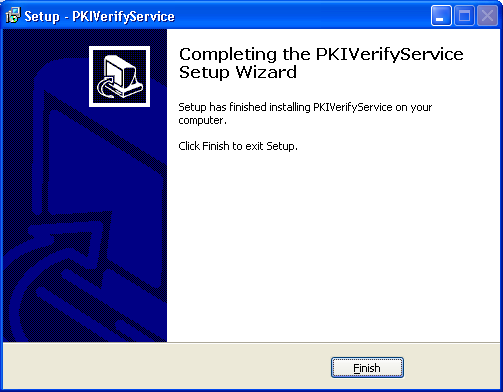 Setup - PKIVerifyService
Completing the PKIVerifyService
Setup Wizard
Setup has finished installing PKIVerifyService on your
computer.
Click Finish to exit Setup.
Finish